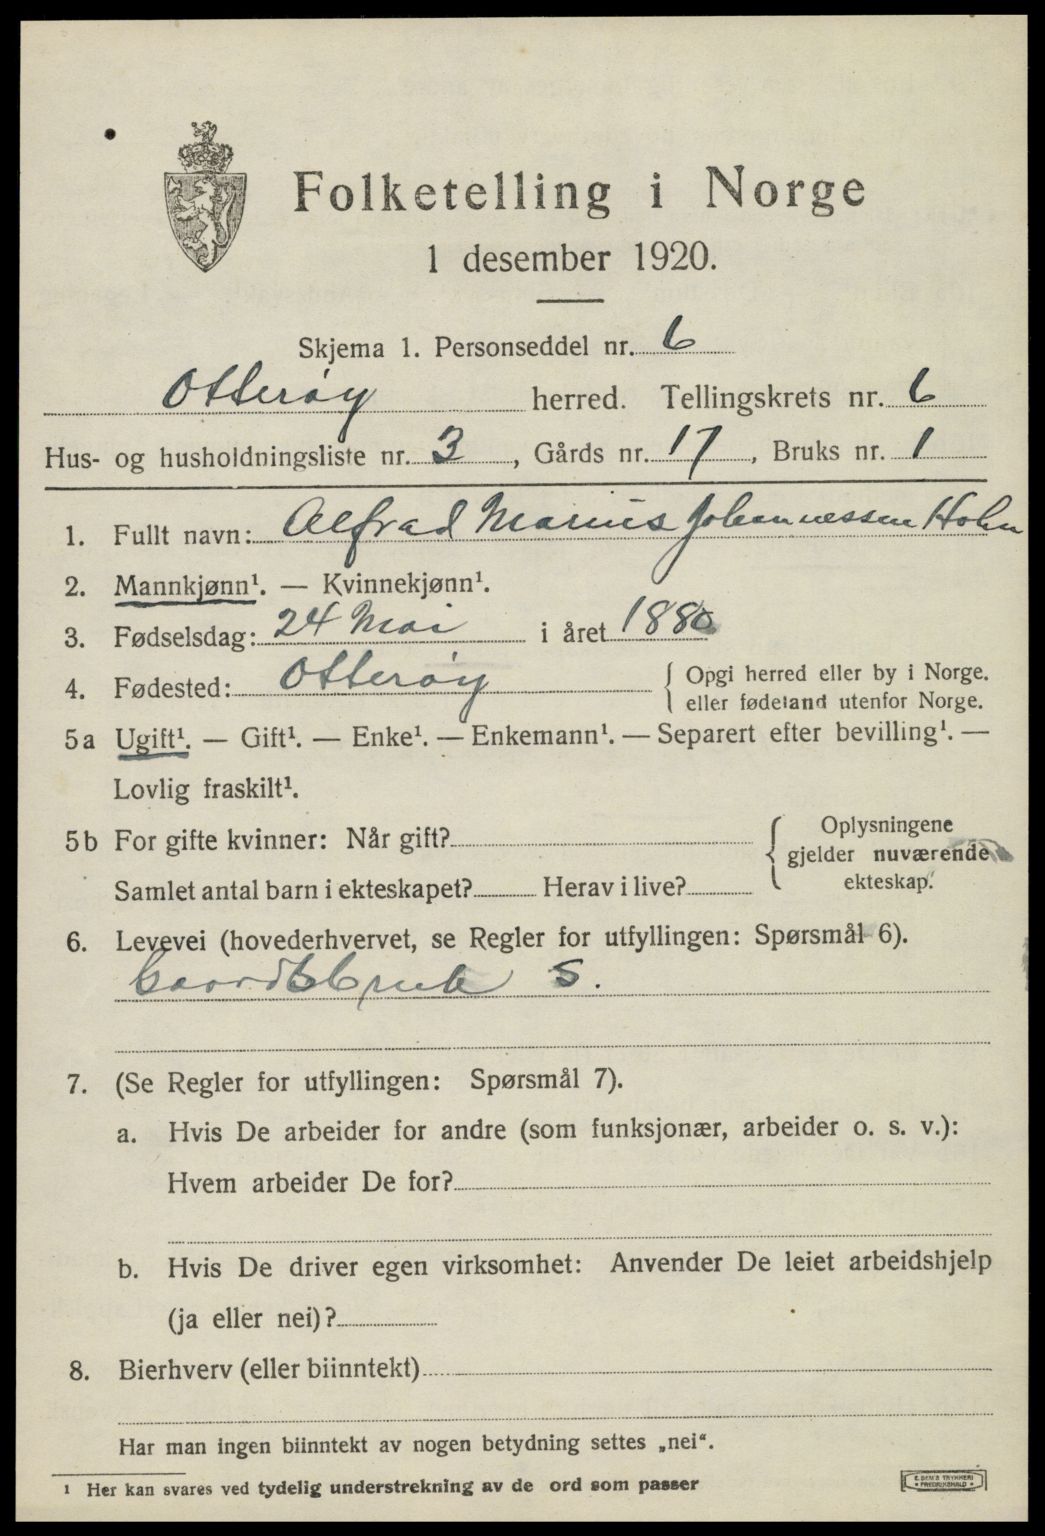 Folketelling i Norge
1 desember 1920.
Skjema 1. Personseddel nr. 6
Otterøy herred. Tellingskrets nr. 6
Hus- og husholdningsliste nr. 3, Gårds nr. 17, Bruks nr. 1
1. Fullt navn: Alfrad Marius Johannessen Holm
2. Mannkjønn¹. — Kvinnekjønn¹.
3. Fødselsdag: 24 Mai i året 1880
4. Fødested: Otterøy { Opgi herred eller by i Norge.
eller fødeland utenfor Norge.
5a Ugift¹. — Gift¹. — Enke¹. — Enkemann¹. — Separert efter bevilling¹. —
Lovlig fraskilt¹.
5b For gifte kvinner: Når gift?
Samlet antal barn i ekteskapet? Herav i live?
Oplysningene
gjelder nuværende
ekteskap.
6. Levevei (hovederhvervet, se Regler for utfyllingen: Spørsmål 6).
Gaardsbruk S.
7. (Se Regler for utfyllingen: Spørsmål 7).
a. Hvis De arbeider for andre (som funksjonær, arbeider o. s. v.):
Hvem arbeider De for?
b. Hvis De driver egen virksomhet: Anvender De leiet arbeidshjelp
(ja eller nei)?
8. Bierhverv (eller biinntekt)
Har man ingen biinntekt av nogen betydning settes „nei“.
¹ Her kan svares ved tydelig understrekning av de ord som passer
E. SEM'S TRYKKERI
FREDRIKSHALD